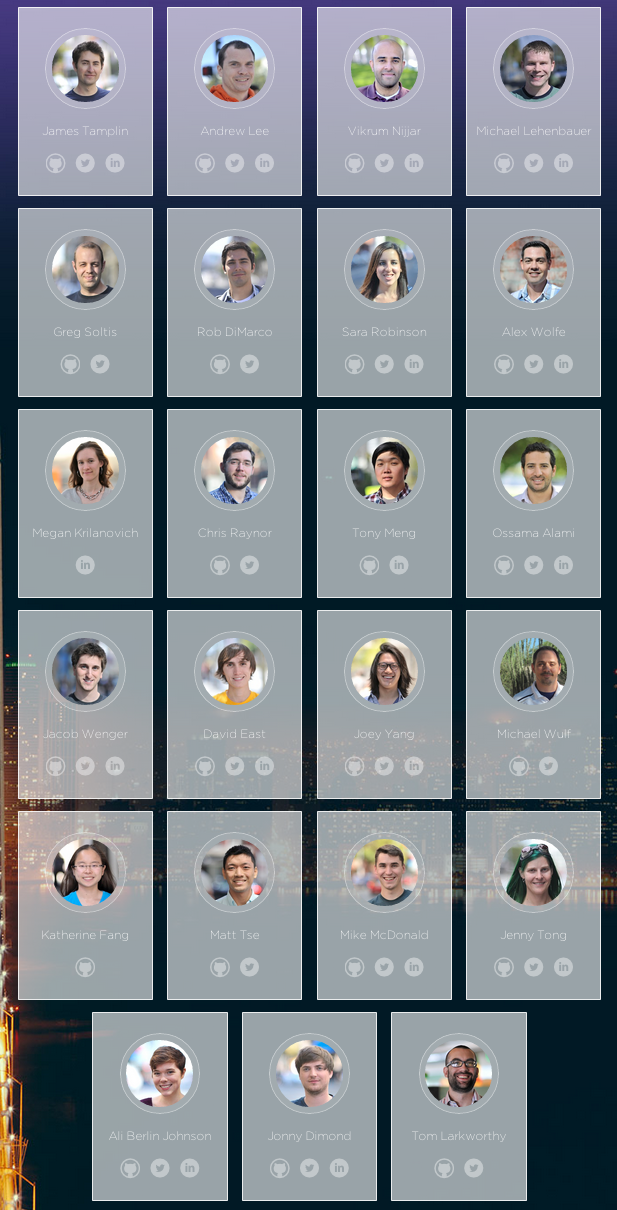 James Tamplin
Andrew Lee
Vikrum Nijjar
Michael Lehenbauer
Greg Soltis
Rob DiMarco
Sara Robinson
Alex Wolfe
Megan Krilanovich
Chris Raynor
Tony Meng
Ossama Alami
Jacob Wenger
David East
Joey Yang
Michael Wulf
Katherine Fang
Matt Tse
Mike McDonald
Jenny Tong
Ali Berlin Johnson
Jonny Dimond
Tom Larkworthy